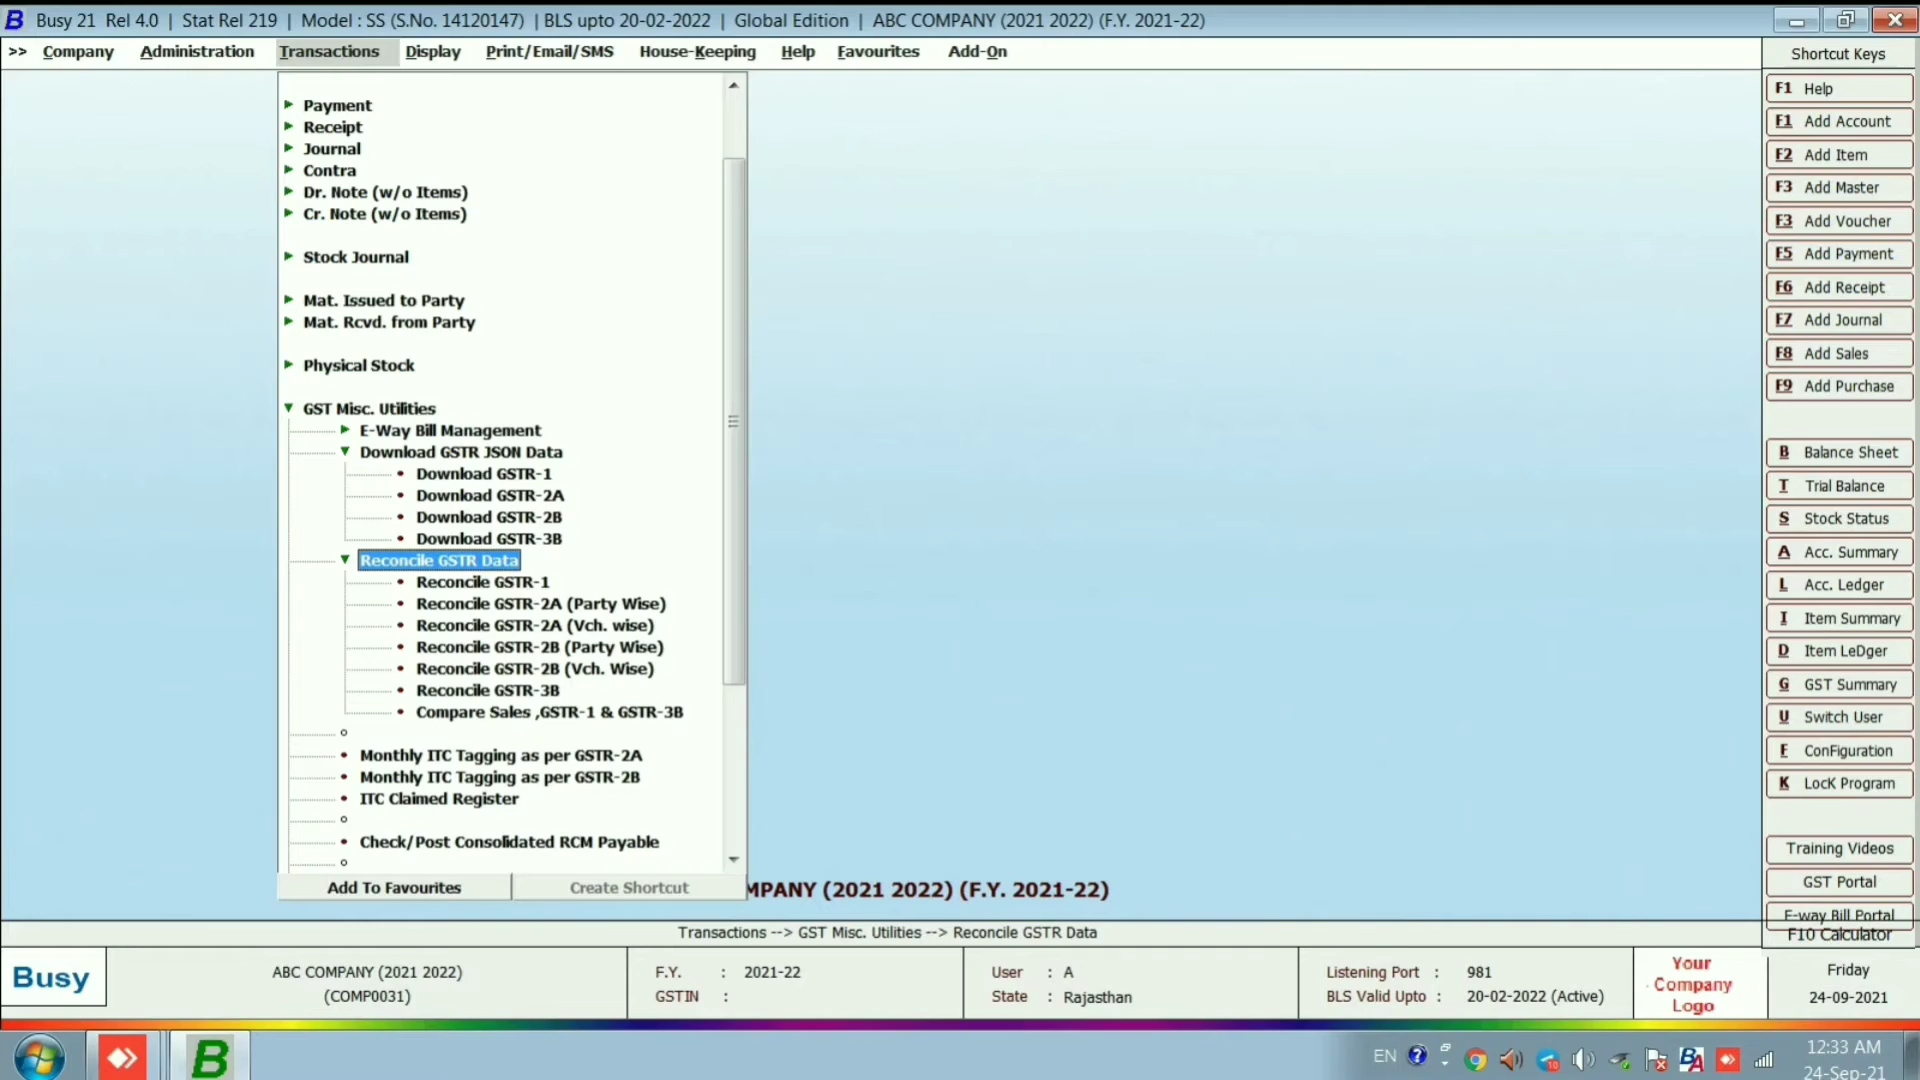 B Busy 21 Rel 4.0 | Stat Rel 219 | Model : SS (S.No. 14120147) | BLS upto 20-02-2022 | Global Edition | ABC COMPANY (2021 2022) (F.Y. 2021-22)
>> Company Administration Transactions Display Print/Email/SMS House-Keeping Help Favourites Add-On
Payment
Receipt
Journal
Contra
Dr. Note (w/o Items)
Cr. Note (w/o Items)
Stock Journal
Mat. Issued to Party
Mat. Rcvd. from Party
Physical Stock
GST Misc. Utilities
E-Way Bill Management
Download GSTR JSON Data
Download GSTR-1
Download GSTR-2A
Download GSTR-2B
Download GSTR-3B
Reconcile GSTR Data
Reconcile GSTR-1
Reconcile GSTR-2A (Party Wise)
Reconcile GSTR-2A (Vch. wise)
Reconcile GSTR-2B (Party Wise)
Reconcile GSTR-2B (Vch. Wise)
Reconcile GSTR-3B
Compare Sales ,GSTR-1 & GSTR-3B
Monthly ITC Tagging as per GSTR-2A
Monthly ITC Tagging as per GSTR-2B
ITC Claimed Register
Check/Post Consolidated RCM Payable
Add To Favourites Create Shortcut
MPANY (2021 2022) (F.Y. 2021-22)
Shortcut Keys
F1 Help
F1 Add Account
F2 Add Item
F3 Add Master
F3 Add Voucher
F5 Add Payment
F6 Add Receipt
F7 Add Journal
F8 Add Sales
F9 Add Purchase
B Balance Sheet
T Trial Balance
S Stock Status
A Acc. Summary
L Acc. Ledger
I Item Summary
D Item LeDger
G GST Summary
U Switch User
F ConFiguration
K LocK Program
Training Videos
GST Portal
E-way Bill Portal
F10 Calculator
Transactions --> GST Misc. Utilities --> Reconcile GSTR Data
Busy
ABC COMPANY (2021 2022)
(COMP0031)
F.Y. : 2021-22
GSTIN :
User : A
State : Rajasthan
Listening Port : 981
BLS Valid Upto : 20-02-2022 (Active)
Your
Company
Logo
Friday
24-09-2021
B
EN
12:33 AM
24-Sep-21